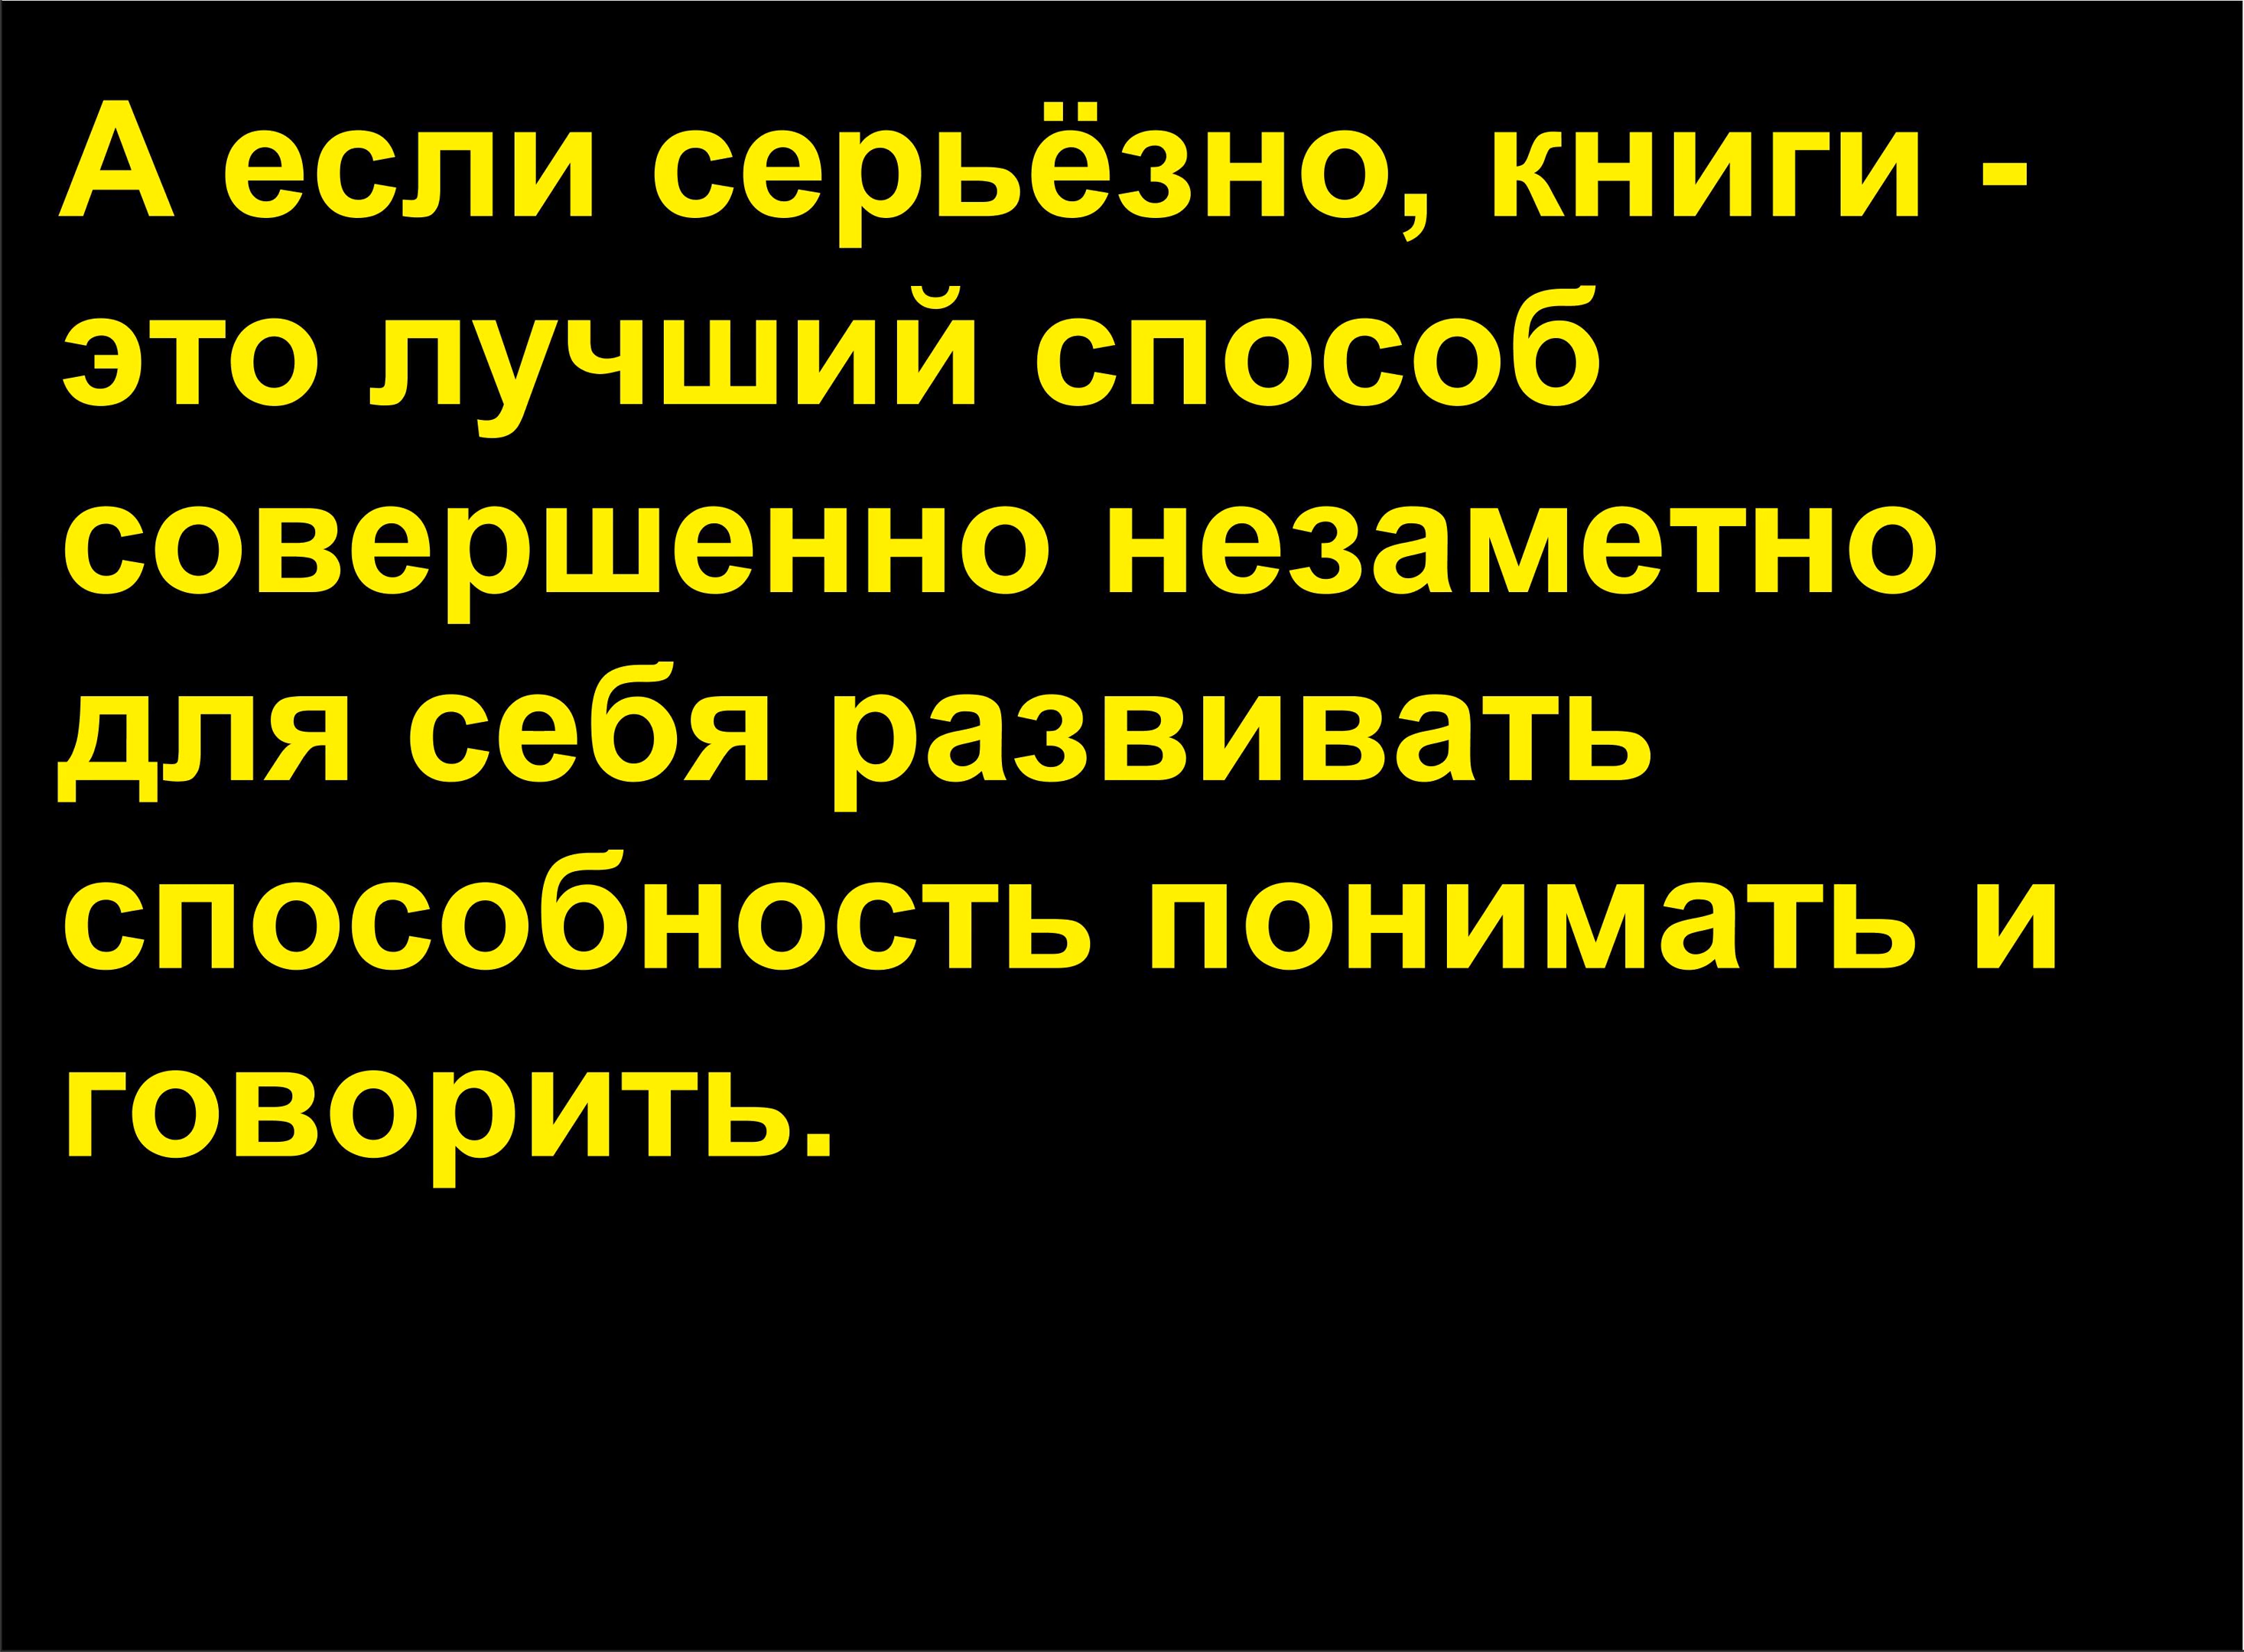 А если серьёзно, книги -
это лучший способ
совершенно незаметно
для себя развивать
способность понимать и
говорить.